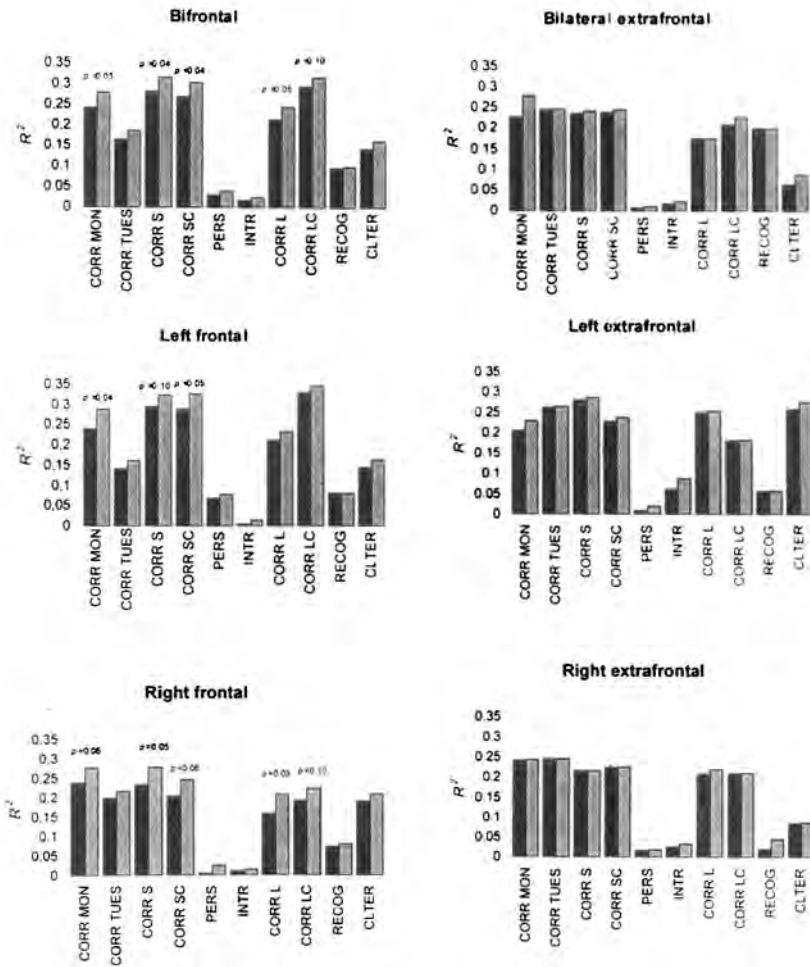 Bifrontal
R²
0.35
0.3
0.25
0.2
0.15
0.1
0.05
0
CORR MON
CORR TUES
CORR S
CORR SC
PERS
INTR
CORR L
CORR LC
RECOG
CLTER
Bilateral extrafrontal
R²
0.35
0.3
0.25
0.2
0.15
0.1
0.05
0
CORR MON
CORR TUES
CORR S
CORR SC
PERS
INTR
CORR L
CORR LC
RECOG
CLTER
Left frontal
R²
0.35
0.3
0.25
0.2
0.15
0.1
0.05
0
CORR MON
CORR TUES
CORR S
CORR SC
PERS
INTR
CORR L
CORR LC
RECOG
CLTER
Left extrafrontal
R²
0.35
0.3
0.25
0.2
0.15
0.1
0.05
0
CORR MON
CORR TUES
CORR S
CORR SC
PERS
INTR
CORR L
CORR LC
RECOG
CLTER
Right frontal
R²
0.35
0.3
0.25
0.2
0.15
0.1
0.05
0
CORR MON
CORR TUES
CORR S
CORR SC
PERS
INTR
CORR L
CORR LC
RECOG
CLTER
Right extrafrontal
R²
0.35
0.3
0.25
0.2
0.15
0.1
0.05
0
CORR MON
CORR TUES
CORR S
CORR SC
PERS
INTR
CORR L
CORR LC
RECOG
CLTER